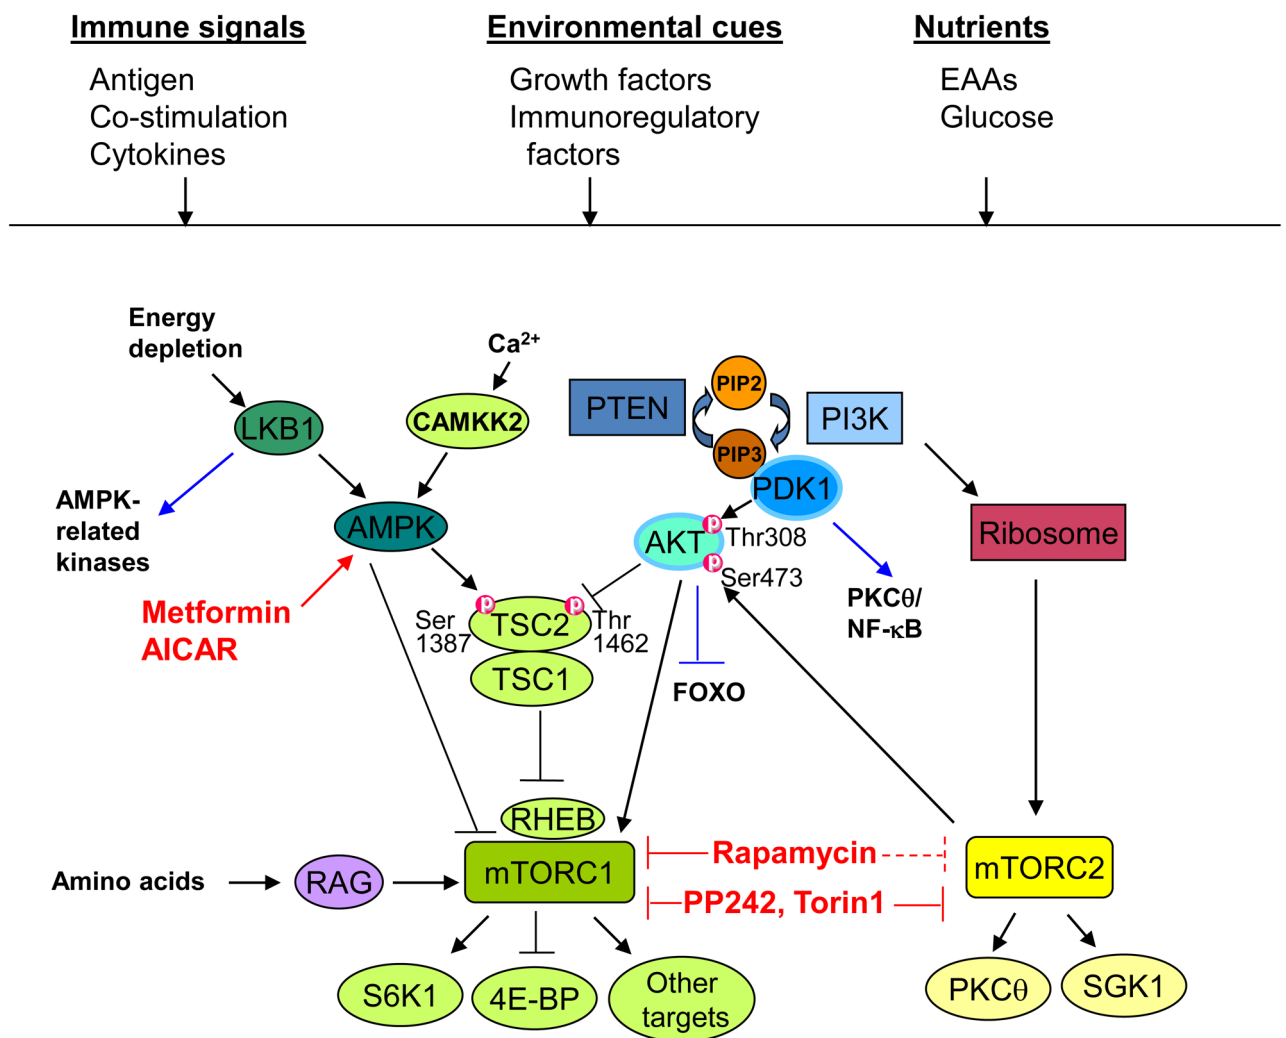 Immune signals
Antigen
Co-stimulation
Cytokines
Environmental cues
Growth factors
Immunoregulatory
factors
Nutrients
EAAs
Glucose
Energy
depletion
Ca2+
LKB1
CAMKK2
PTEN
PIP2
PIP3
PI3K
PDK1
AMPK-
related
kinases
AMPK
AKT
p
Thr308
p
Ser473
Ribosome
PKCθ/
NF-κB
Metformin
AICAR
Ser
1387
p
TSC2
p
Thr
1462
TSC1
FOXO
RHEB
mTORC1
Rapamycin
PP242, Torin1
mTORC2
Amino acids
RAG
S6K1
4E-BP
Other
targets
PKCθ
SGK1